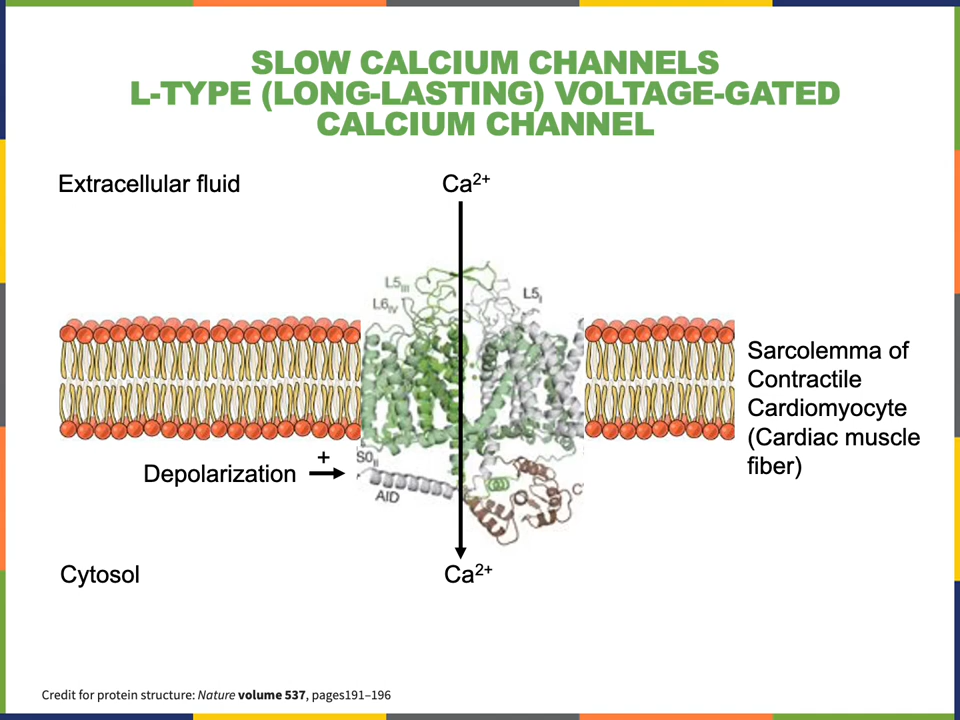 SLOW CALCIUM CHANNELS
L-TYPE (LONG-LASTING) VOLTAGE-GATED
CALCIUM CHANNEL
Extracellular fluid
Ca²⁺
L5III
L6IV
L5I
Sarcolemma of
Contractile
Cardiomyocyte
(Cardiac muscle
fiber)
+
Depolarization
S0II
AID
C
Cytosol
Ca²⁺
Credit for protein structure: Nature volume 537, pages191–196